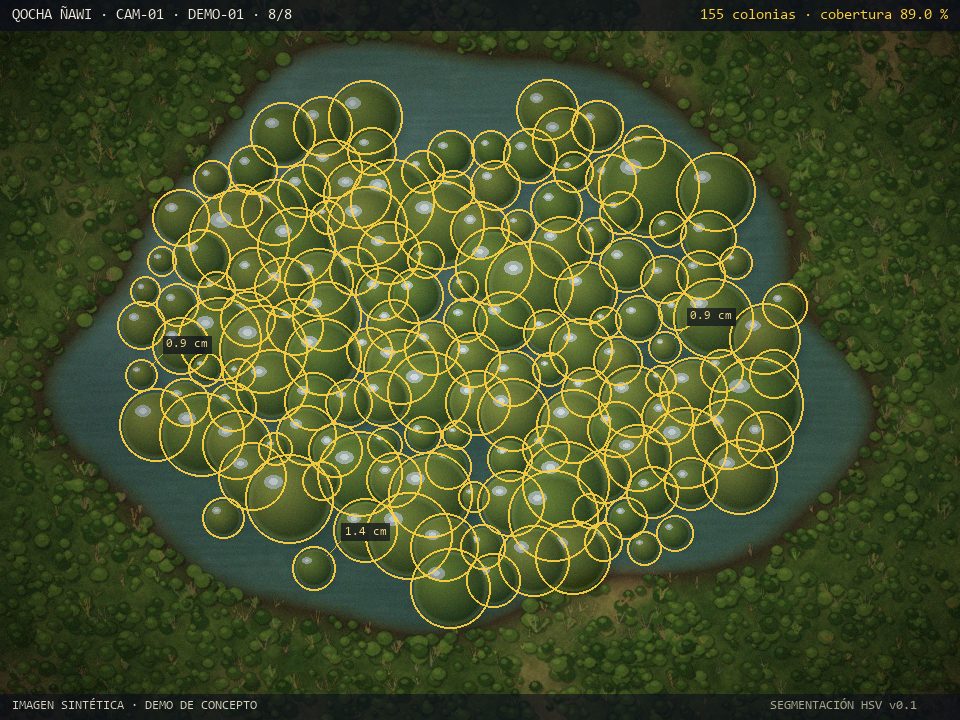 QOCHA ÑAWI · CAM-01 · DEMO-01 · 8/8
155 colonias · cobertura 89.0 %
0.9 cm
0.9 cm
1.4 cm
IMAGEN SINTÉTICA · DEMO DE CONCEPTO
SEGMENTACIÓN HSV v0.1